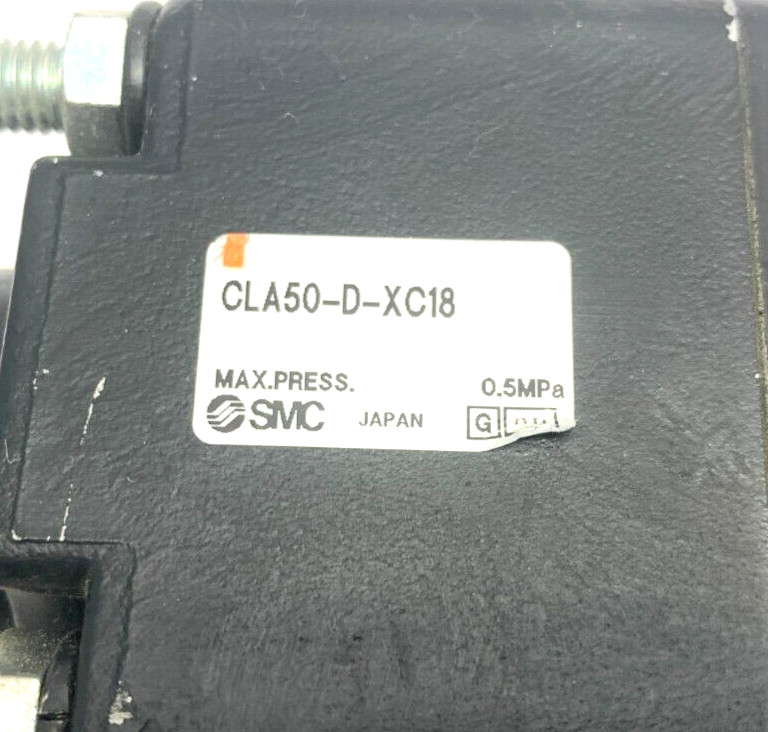 CLA50-D-XC18
MAX.PRESS. 0.5MPa
SMC JAPAN G